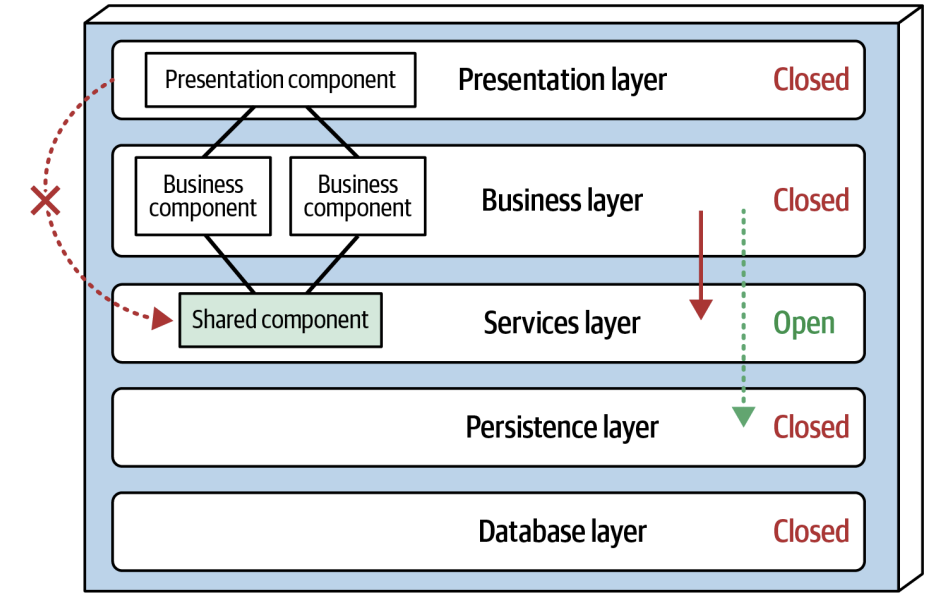 Presentation component
Presentation layer
Closed
Business
component
Business
component
Business layer
Closed
Shared component
Services layer
Open
Persistence layer
Closed
Database layer
Closed